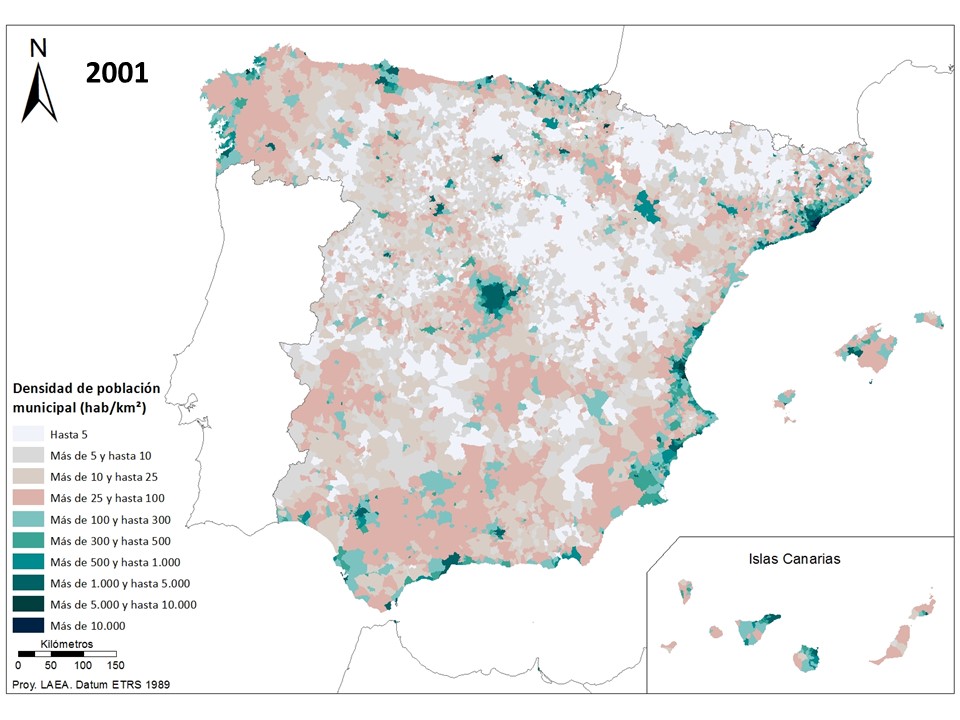 N
2001
Densidad de población
municipal (hab/km²)
Hasta 5
Más de 5 y hasta 10
Más de 10 y hasta 25
Más de 25 y hasta 100
Más de 100 y hasta 300
Más de 300 y hasta 500
Más de 500 y hasta 1.000
Más de 1.000 y hasta 5.000
Más de 5.000 y hasta 10.000
Más de 10.000
Kilómetros
0 50 100 150
Proy. LAEA. Datum ETRS 1989
Islas Canarias